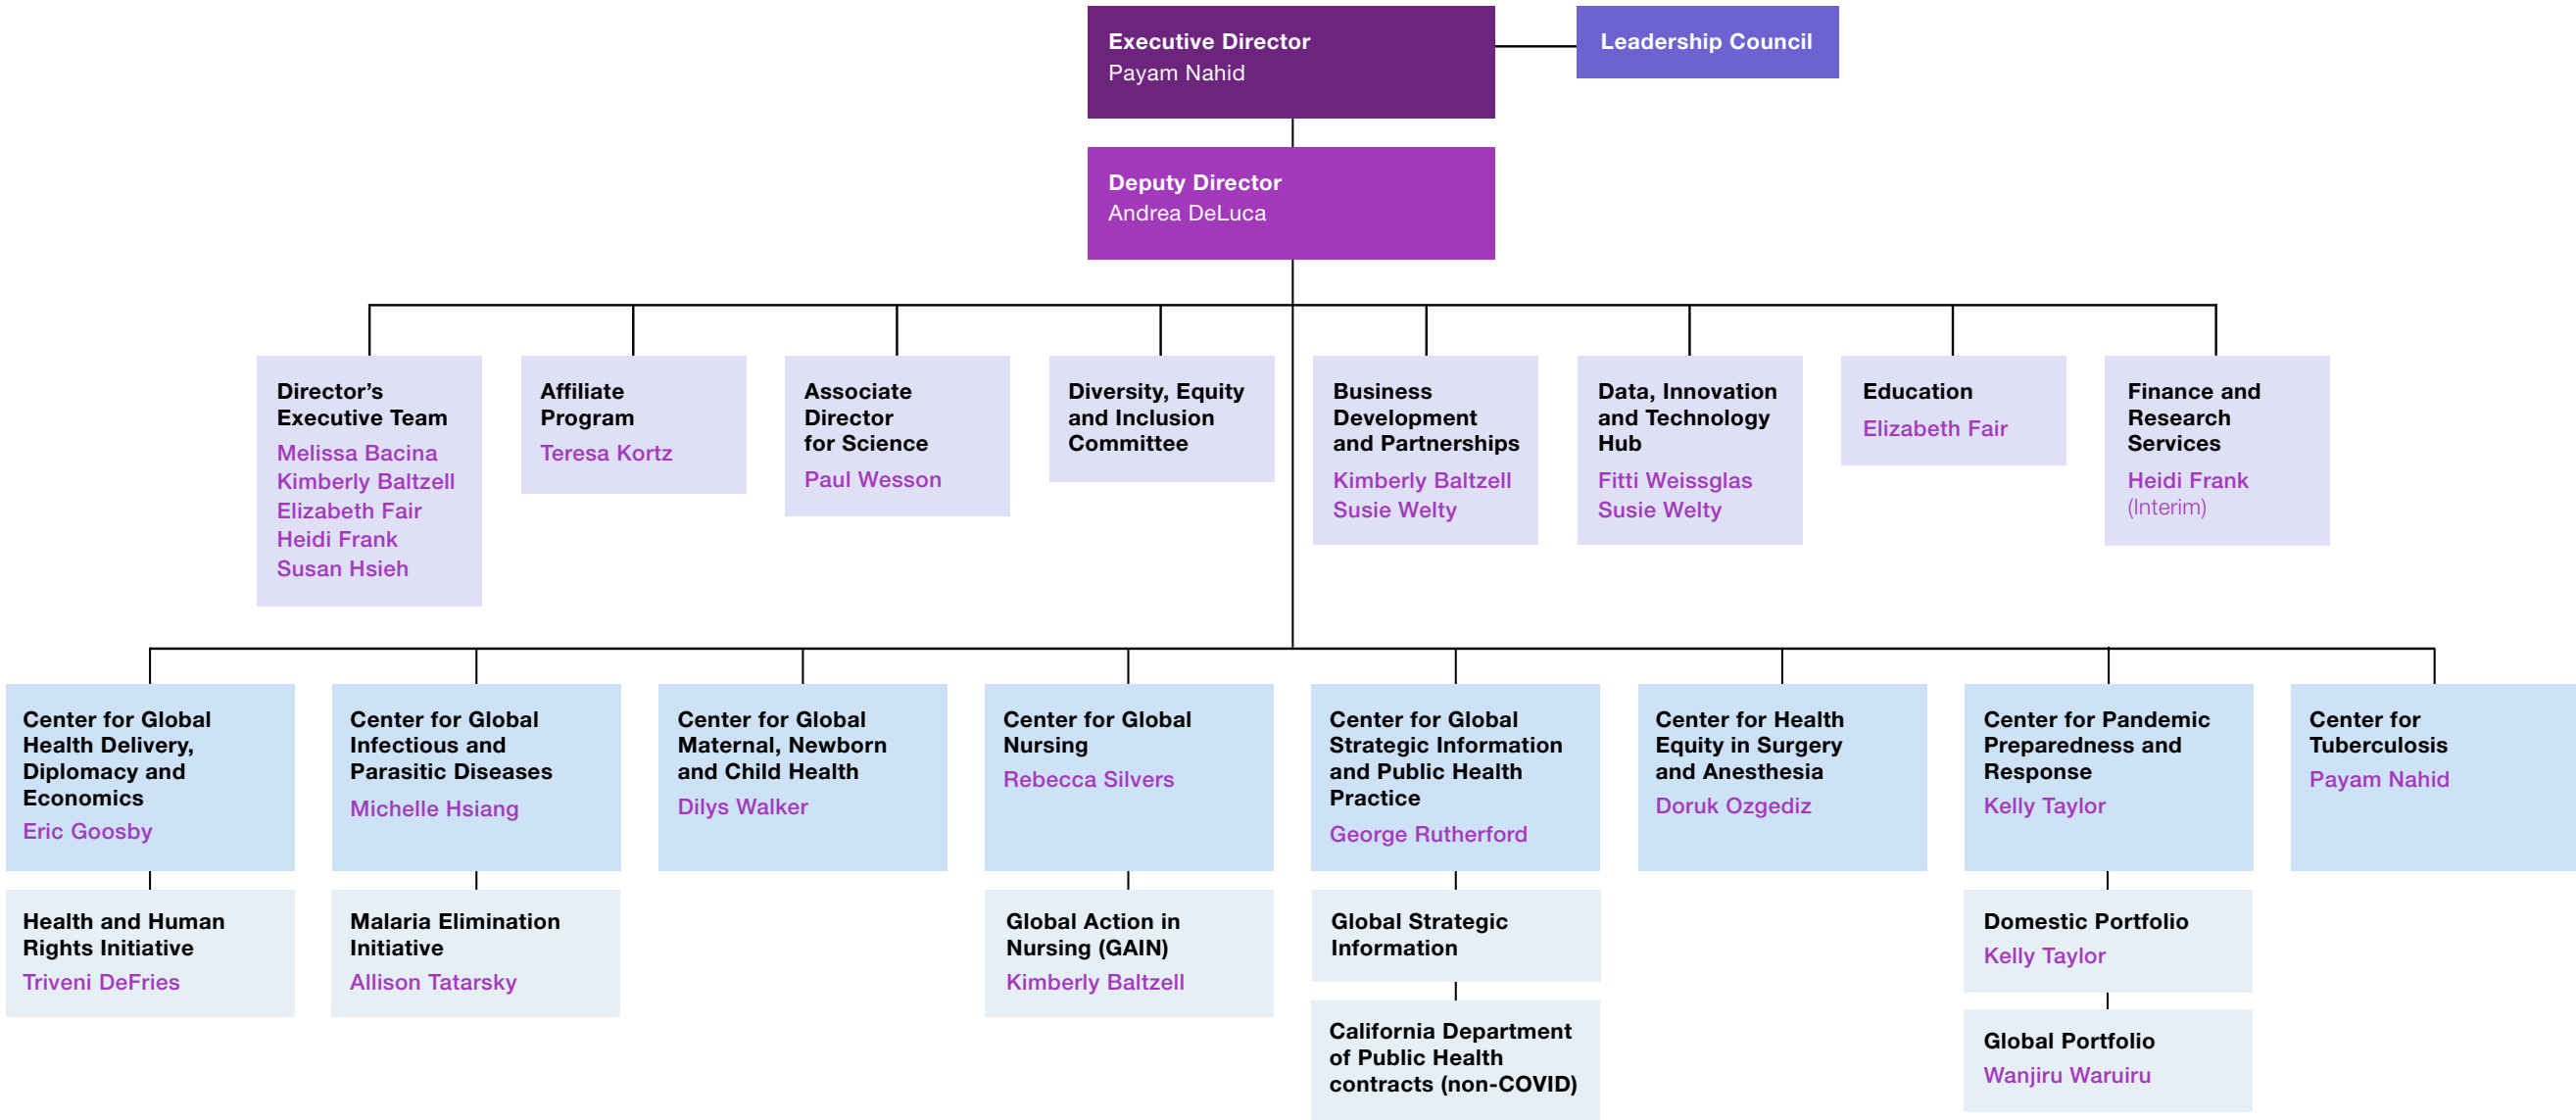 Executive Director
Payam Nahid
Leadership Council
Deputy Director
Andrea DeLuca
Director’s
Executive Team
Melissa Bacina
Kimberly Baltzell
Elizabeth Fair
Heidi Frank
Susan Hsieh
Affiliate
Program
Teresa Kortz
Associate
Director
for Science
Paul Wesson
Diversity, Equity
and Inclusion
Committee
Business
Development
and Partnerships
Kimberly Baltzell
Susie Welty
Data, Innovation
and Technology
Hub
Fitti Weissglas
Susie Welty
Education
Elizabeth Fair
Finance and
Research
Services
Heidi Frank
(Interim)
Center for Global
Health Delivery,
Diplomacy and
Economics
Eric Goosby
Center for Global
Infectious and
Parasitic Diseases
Michelle Hsiang
Center for Global
Maternal, Newborn
and Child Health
Dilys Walker
Center for Global
Nursing
Rebecca Silvers
Center for Global
Strategic Information
and Public Health
Practice
George Rutherford
Center for Health
Equity in Surgery
and Anesthesia
Doruk Ozgediz
Center for Pandemic
Preparedness and
Response
Kelly Taylor
Center for
Tuberculosis
Payam Nahid
Health and Human
Rights Initiative
Triveni DeFries
Malaria Elimination
Initiative
Allison Tatarsky
Global Action in
Nursing (GAIN)
Kimberly Baltzell
Global Strategic
Information
California Department
of Public Health
contracts (non-COVID)
Domestic Portfolio
Kelly Taylor
Global Portfolio
Wanjiru Waruiru